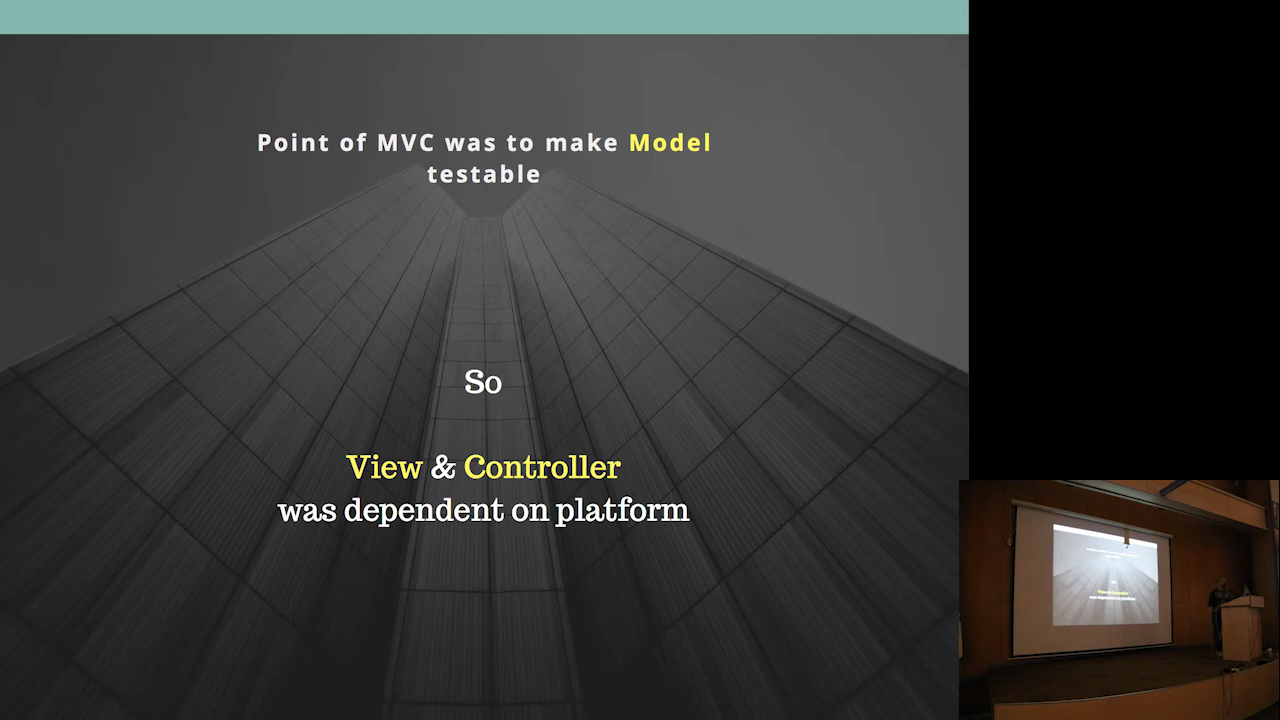 Point of MVC was to make Model
testable
So
View & Controller
was dependent on platform